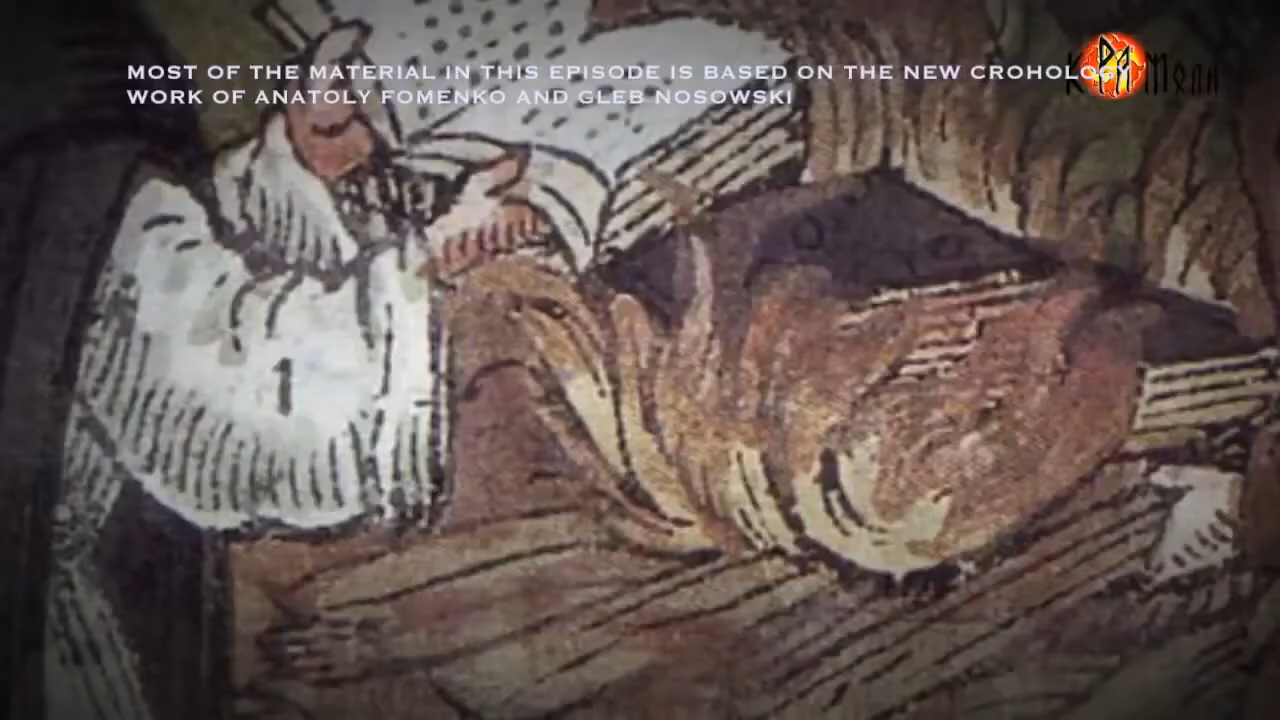 MOST OF THE MATERIAL IN THIS EPISODE IS BASED ON THE NEW CROHOLOGY
WORK OF ANATOLY FOMENKO AND GLEB NOSOWSKI